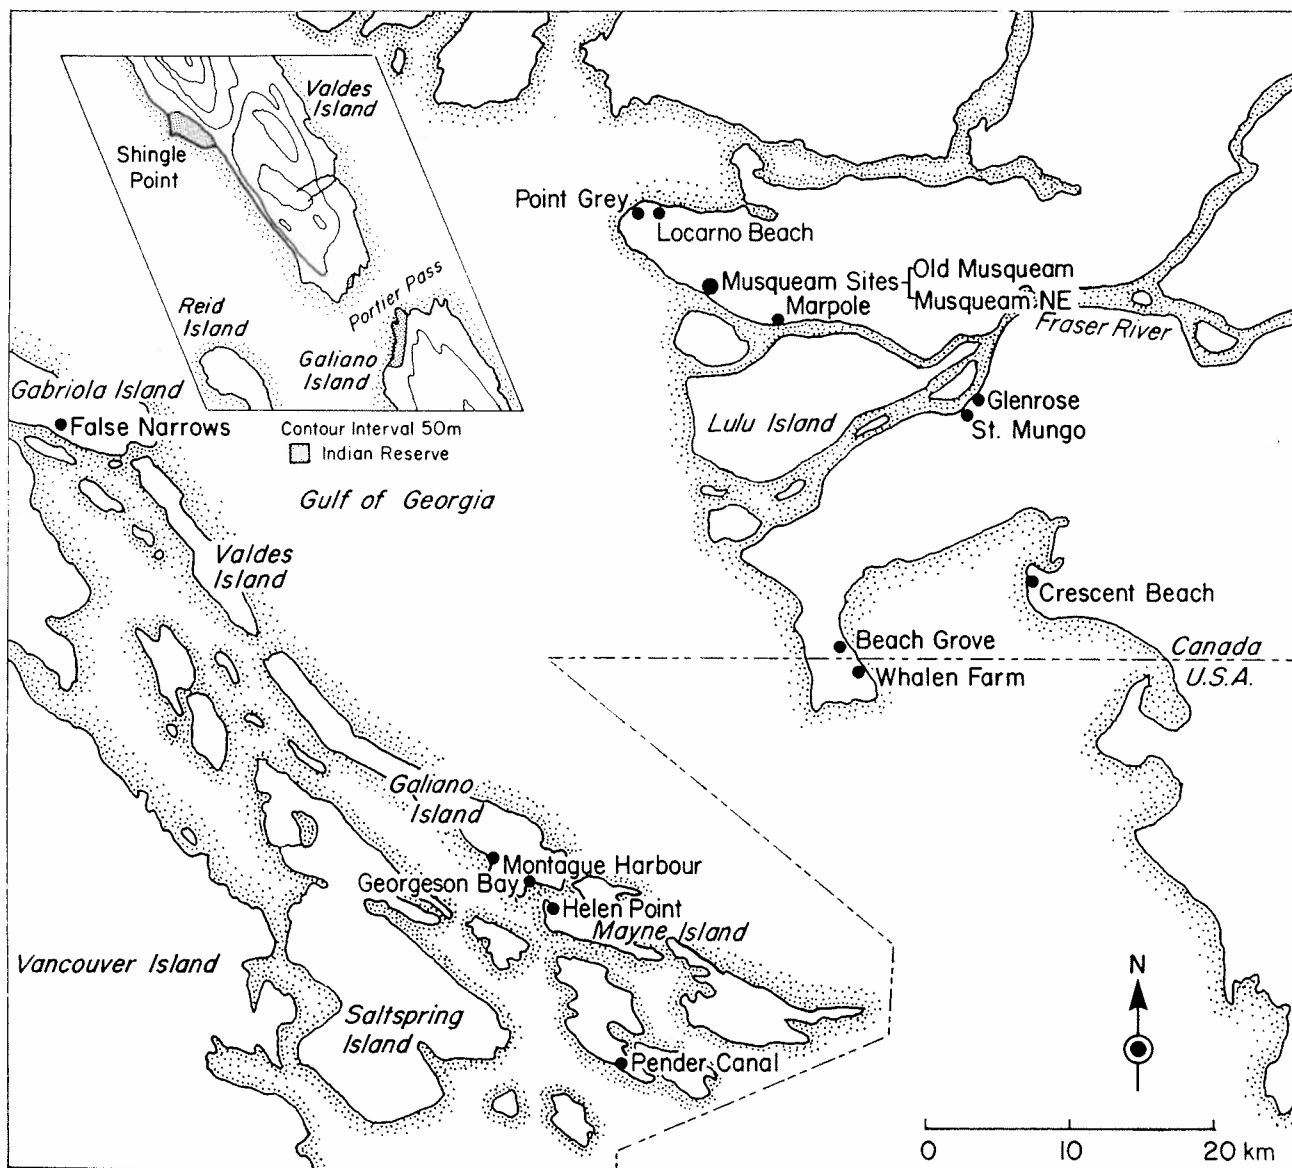 Valdes
Island
Shingle
Point
Portier Pass
Reid
Island
Galiano
Island
Contour Interval 50m
Indian Reserve
Gabriola Island
False Narrows
Gulf of Georgia
Valdes
Island
Point Grey
Locarno Beach
Musqueam Sites
Old Musqueam
Musqueam NE
Marpole
Fraser River
Lulu Island
Glenrose
St. Mungo
Crescent Beach
Beach Grove
Canada
U.S.A.
Whalen Farm
Galiano
Island
Montague Harbour
Georgeson Bay
Helen Point
Mayne Island
Vancouver Island
Saltspring
Island
Pender Canal
N
0 10 20 km